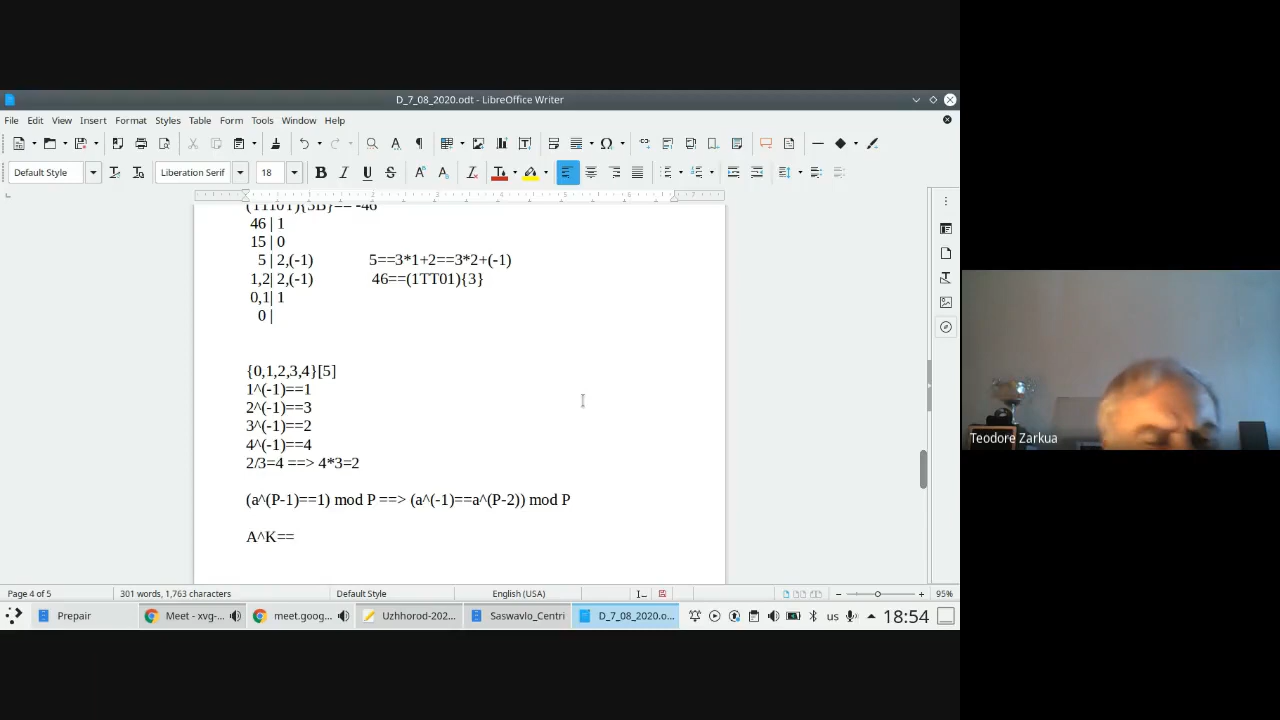 D_7_08_2020.odt - LibreOffice Writer
File Edit View Insert Format Styles Table Form Tools Window Help
Default Style Liberation Serif 18
(1TT01){3B}== -46
46 | 1
15 | 0
5 | 2,(-1) 5==3*1+2==3*2+(-1)
1,2| 2,(-1) 46==(1TT01){3}
0,1| 1
0 |
{0,1,2,3,4}[5]
1^(-1)==1
2^(-1)==3
3^(-1)==2
4^(-1)==4
2/3=4 ==> 4*3=2
(a^(P-1)==1) mod P ==> (a^(-1)==a^(P-2)) mod P
A^K==
Teodore Zarkua
Page 4 of 5 301 words, 1,763 characters Default Style English (USA) 95%
Prepair Meet - xvg-... meet.goog... Uzhhorod-202... Saswavlo_Centri D_7_08_2020.o... us 18:54